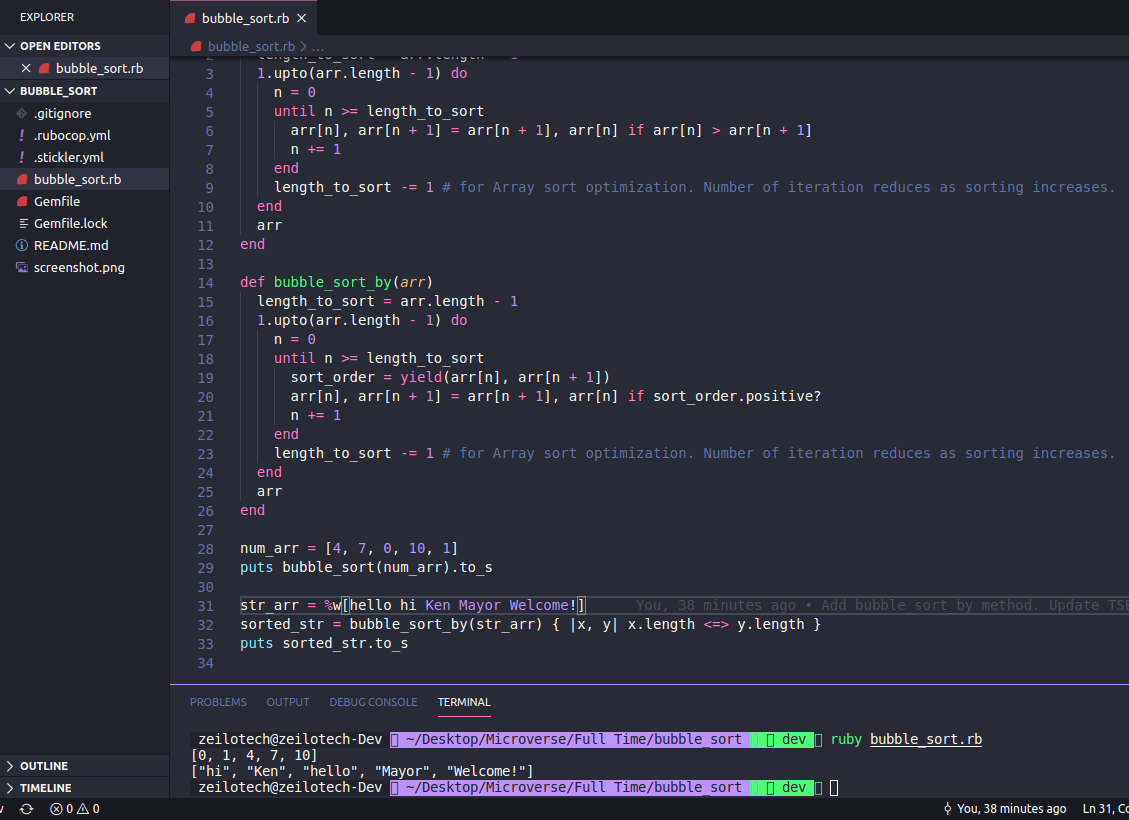 EXPLORER
OPEN EDITORS
bubble_sort.rb
BUBBLE_SORT
.gitignore
! .rubocop.yml
! .stickler.yml
bubble_sort.rb
Gemfile
Gemfile.lock
README.md
screenshot.png
OUTLINE
TIMELINE
bubble_sort.rb
bubble_sort.rb > ...
2 length_to_sort = arr.length - 1
3 1.upto(arr.length - 1) do
4 n = 0
5 until n >= length_to_sort
6 arr[n], arr[n + 1] = arr[n + 1], arr[n] if arr[n] > arr[n + 1]
7 n += 1
8 end
9 length_to_sort -= 1 # for Array sort optimization. Number of iteration reduces as sorting increases.
10 end
11 arr
12 end
13
14 def bubble_sort_by(arr)
15 length_to_sort = arr.length - 1
16 1.upto(arr.length - 1) do
17 n = 0
18 until n >= length_to_sort
19 sort_order = yield(arr[n], arr[n + 1])
20 arr[n], arr[n + 1] = arr[n + 1], arr[n] if sort_order.positive?
21 n += 1
22 end
23 length_to_sort -= 1 # for Array sort optimization. Number of iteration reduces as sorting increases.
24 end
25 arr
26 end
27
28 num_arr = [4, 7, 0, 10, 1]
29 puts bubble_sort(num_arr).to_s
30
31 str_arr = %w[hello hi Ken Mayor Welcome!] You, 38 minutes ago • Add bubble sort by method. Update TSE
32 sorted_str = bubble_sort_by(str_arr) { |x, y| x.length <=> y.length }
33 puts sorted_str.to_s
34
PROBLEMS OUTPUT DEBUG CONSOLE TERMINAL
zeilotech@zeilotech-Dev ~/Desktop/Microverse/Full Time/bubble_sort dev ruby bubble_sort.rb
[0, 1, 4, 7, 10]
["hi", "Ken", "hello", "Mayor", "Welcome!"]
zeilotech@zeilotech-Dev ~/Desktop/Microverse/Full Time/bubble_sort dev
0 0 You, 38 minutes ago Ln 31, Co